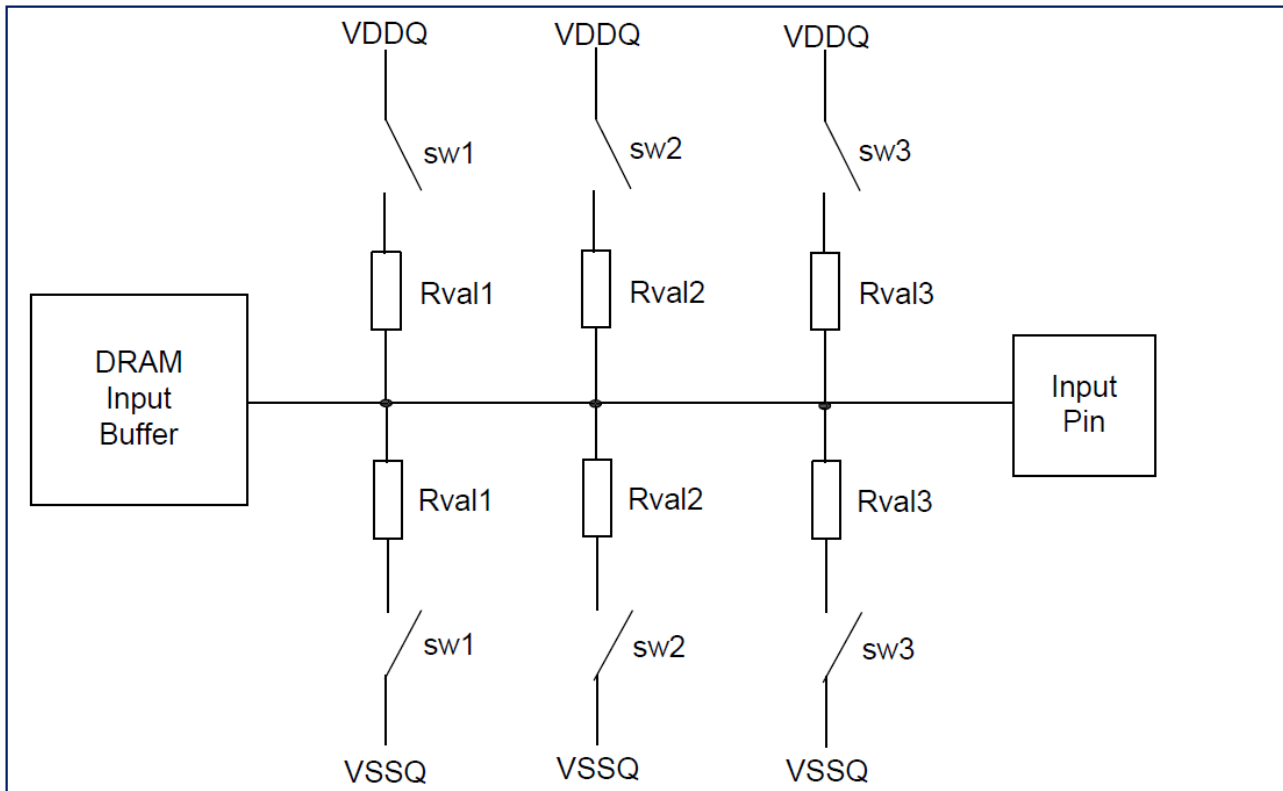 VDDQ
VDDQ
VDDQ
sw1
sw2
sw3
Rval1
Rval2
Rval3
DRAM
Input
Buffer
Input
Pin
Rval1
Rval2
Rval3
sw1
sw2
sw3
VSSQ
VSSQ
VSSQ